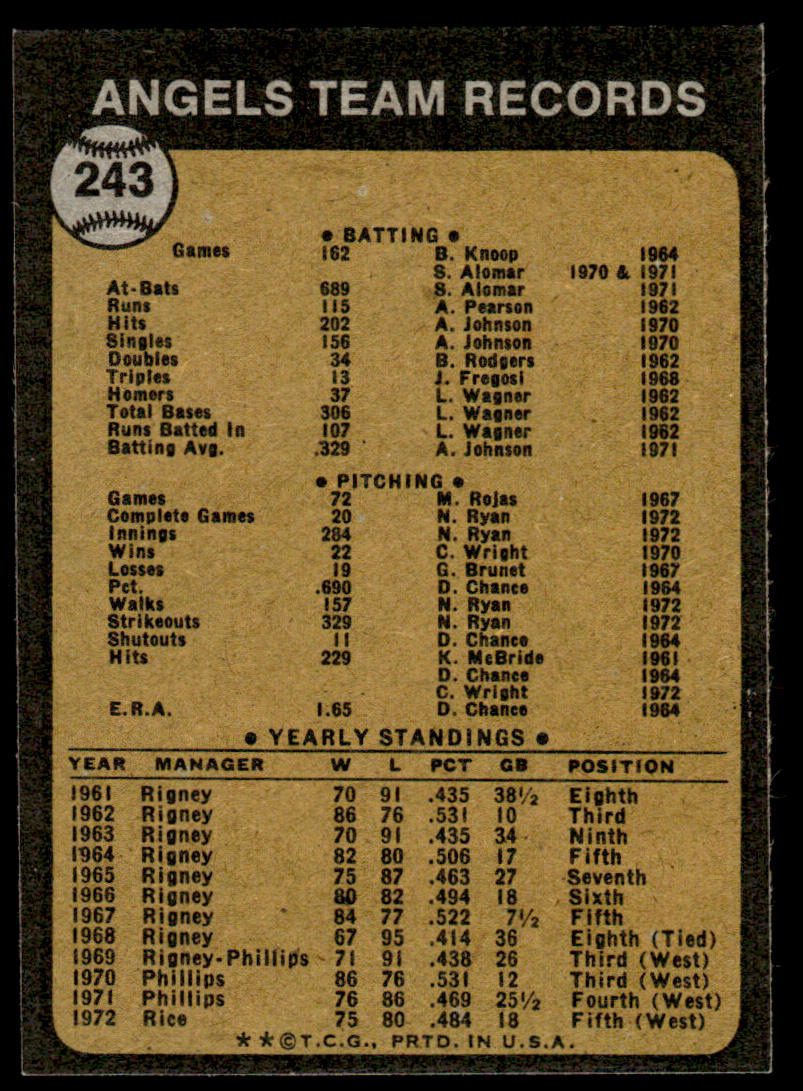 ANGELS TEAM RECORDS
243
• BATTING •
Games 162 B. Knoop 1964
S. Alomar 1970 & 1971
At-Bats 689 S. Alomar 1971
Runs 115 A. Pearson 1962
Hits 202 A. Johnson 1970
Singles 156 A. Johnson 1970
Doubles 34 B. Rodgers 1962
Triples 13 J. Fregosi 1968
Homers 37 L. Wagner 1962
Total Bases 306 L. Wagner 1962
Runs Batted In 107 L. Wagner 1962
Batting Avg. .329 A. Johnson 1971
• PITCHING •
Games 72 M. Rojas 1967
Complete Games 20 N. Ryan 1972
Innings 284 N. Ryan 1972
Wins 22 C. Wright 1970
Losses 19 G. Brunet 1967
Pct. .690 D. Chance 1964
Walks 157 N. Ryan 1972
Strikeouts 329 N. Ryan 1972
Shutouts 11 D. Chance 1964
Hits 229 K. McBride 1961
D. Chance 1964
C. Wright 1972
E.R.A. 1.65 D. Chance 1964
• YEARLY STANDINGS •
YEAR MANAGER W L PCT GB POSITION
1961 Rigney 70 91 .435 38½ Eighth
1962 Rigney 86 76 .531 10 Third
1963 Rigney 70 91 .435 34 Ninth
1964 Rigney 82 80 .506 17 Fifth
1965 Rigney 75 87 .463 27 Seventh
1966 Rigney 80 82 .494 18 Sixth
1967 Rigney 84 77 .522 7½ Fifth
1968 Rigney 67 95 .414 36 Eighth (Tied)
1969 Rigney-Phillips 71 91 .438 26 Third (West)
1970 Phillips 86 76 .531 12 Third (West)
1971 Phillips 76 86 .469 25½ Fourth (West)
1972 Rice 75 80 .484 18 Fifth (West)
**©T.C.G., PRTD. IN U.S.A.